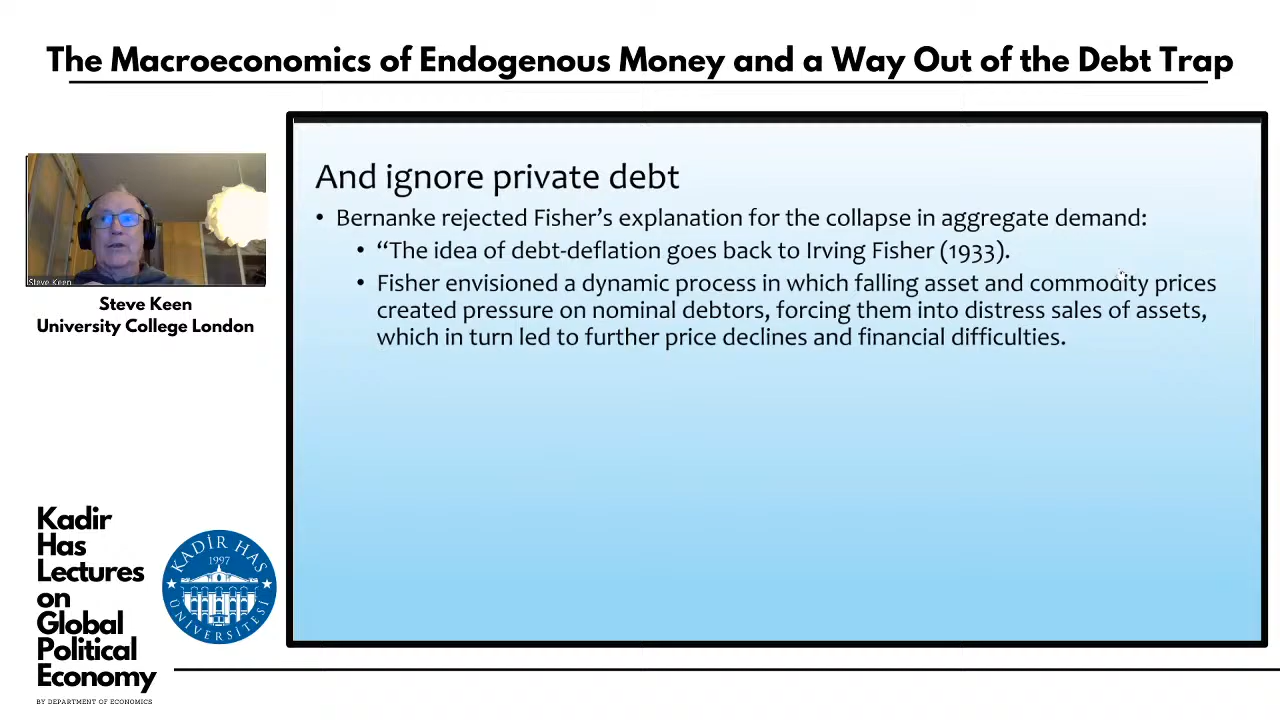 The Macroeconomics of Endogenous Money and a Way Out of the Debt Trap
And ignore private debt
• Bernanke rejected Fisher’s explanation for the collapse in aggregate demand:
• “The idea of debt-deflation goes back to Irving Fisher (1933).
• Fisher envisioned a dynamic process in which falling asset and commodity prices
created pressure on nominal debtors, forcing them into distress sales of assets,
which in turn led to further price declines and financial difficulties.
Steve Keen
Steve Keen
University College London
Kadir
Has
Lectures
on
Global
Political
Economy
BY DEPARTMENT OF ECONOMICS
KADİR HAS
1997
ÜNİVERSİTESİ